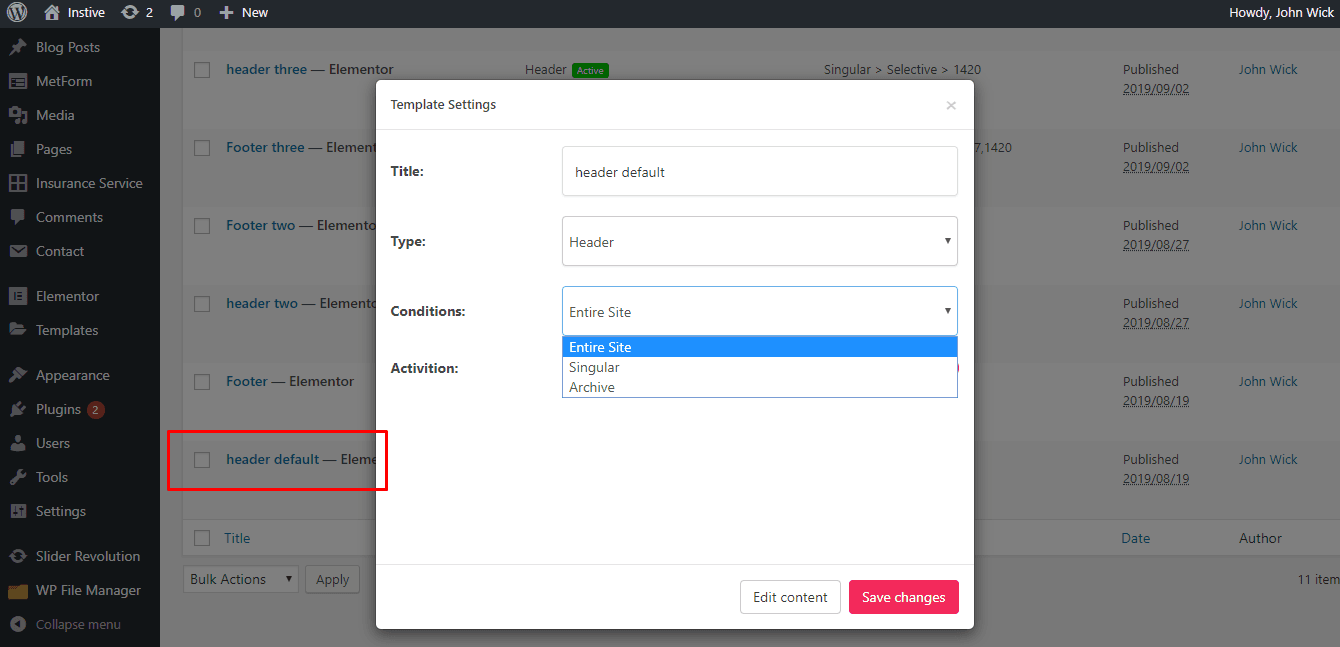 Instive 2 0 New Howdy, John Wick
Blog Posts
MetForm
Media
Pages
Insurance Service
Comments
Contact
Elementor
Templates
Appearance
Plugins 2
Users
Tools
Settings
Slider Revolution
WP File Manager
Collapse menu
header three — Elementor Header Active Singular > Selective > 1420 Published John Wick
2019/09/02
Footer three — Element 7,1420 Published John Wick
2019/09/02
Footer two — Elemento Published John Wick
2019/08/27
header two — Elemento Published John Wick
2019/08/27
Footer — Elementor Published John Wick
2019/08/19
header default — Eleme Published John Wick
2019/08/19
Title Date Author
Bulk Actions Apply 11 item
Template Settings ×
Title: header default
Type: Header
Conditions: Entire Site
Entire Site
Singular
Archive
Activition:
Edit content Save changes